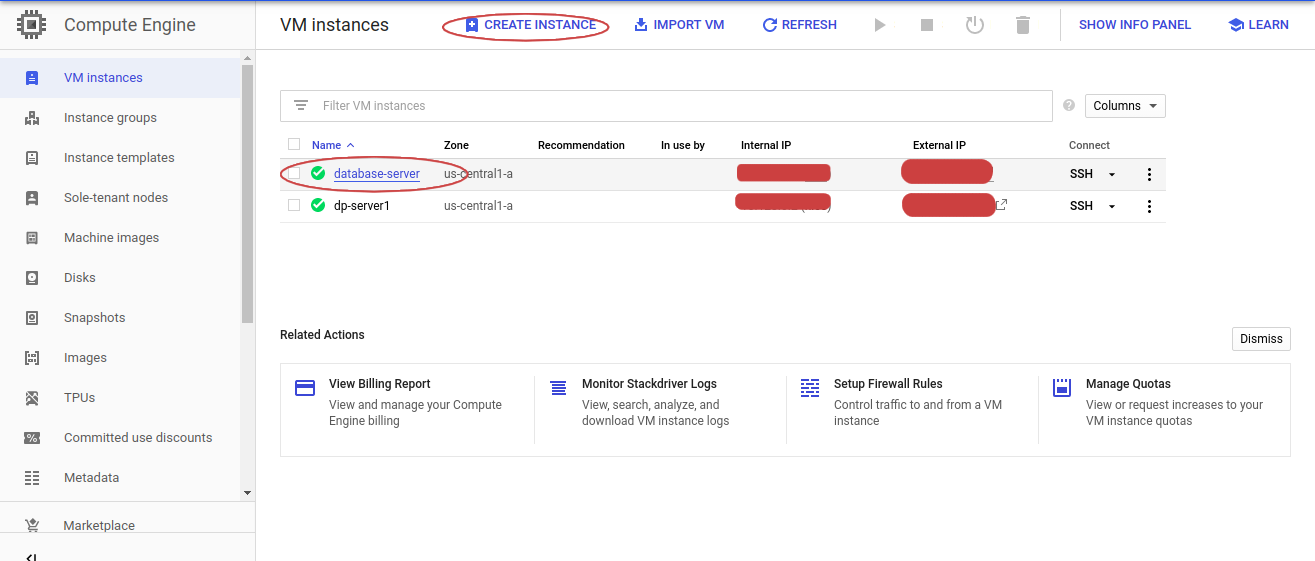 Compute Engine
VM instances
CREATE INSTANCE
IMPORT VM
REFRESH
SHOW INFO PANEL
LEARN
VM instances
Instance groups
Instance templates
Sole-tenant nodes
Machine images
Disks
Snapshots
Images
TPUs
Committed use discounts
Metadata
Marketplace
Filter VM instances
Columns
Name Zone Recommendation In use by Internal IP External IP Connect
database-server us-central1-a SSH
dp-server1 us-central1-a SSH
Related Actions
Dismiss
View Billing Report
View and manage your Compute
Engine billing
Monitor Stackdriver Logs
View, search, analyze, and
download VM instance logs
Setup Firewall Rules
Control traffic to and from a VM
instance
Manage Quotas
View or request increases to your
VM instance quotas